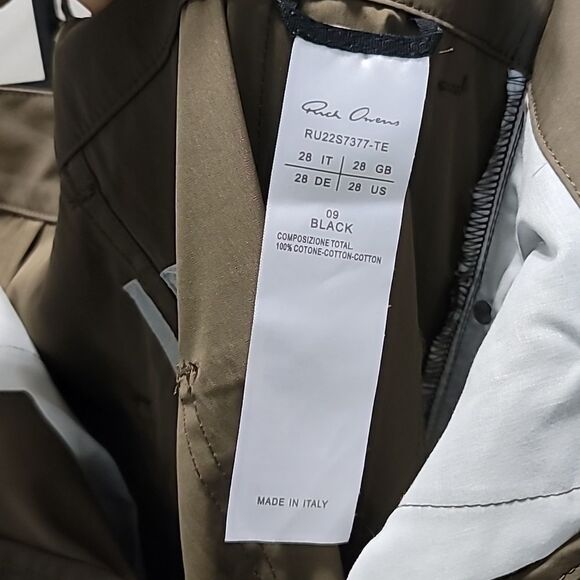 Rick Owens
RU22S7377-TE
28 IT 28 GB
28 DE 28 US
09
BLACK
COMPOSIZIONE TOTAL
100% COTONE-COTTON-COTTON
MADE IN ITALY